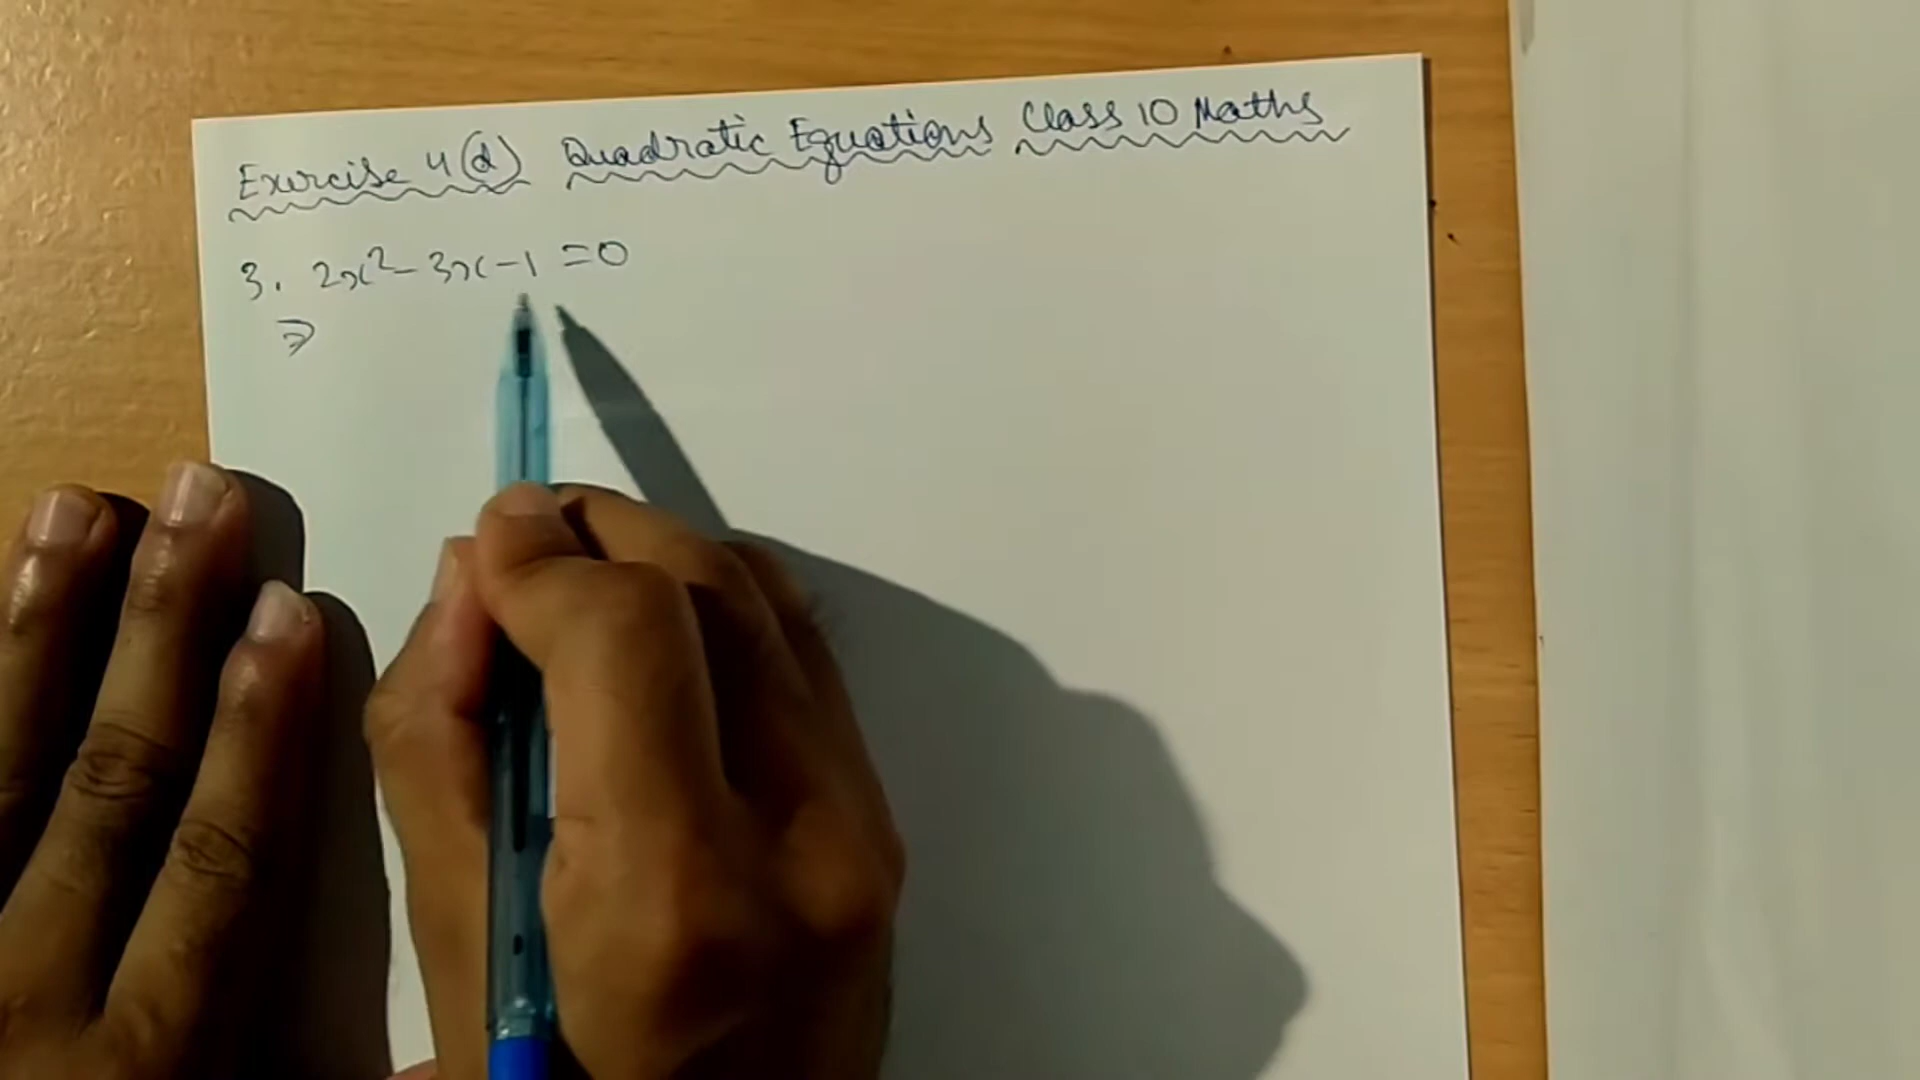 Exercise 4(d) Quadratic Equations Class 10 Maths
3. 2x²-3x-1=0
⇒